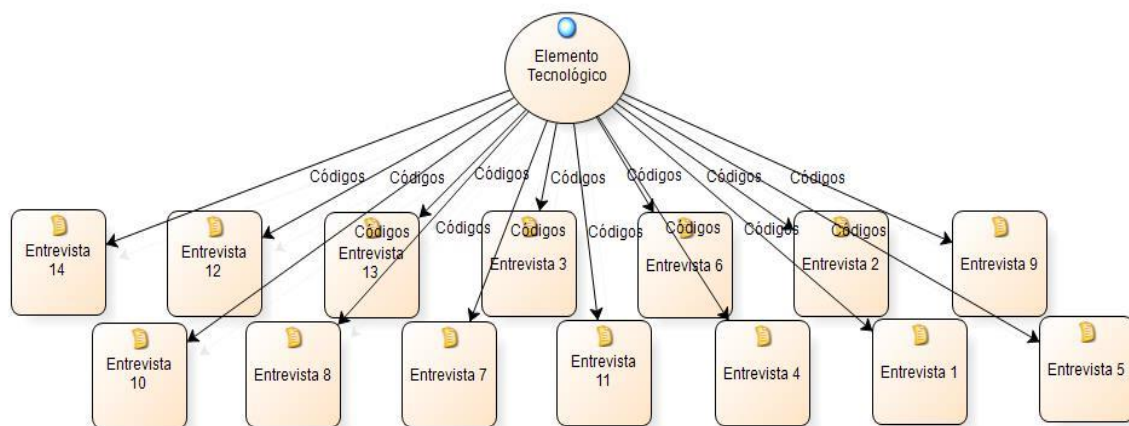 Elemento
Tecnológico
Códigos
Códigos
Códigos
Códigos
Códigos
Códigos
Códigos
Entrevista
14
Entrevista
12
Entrevista
13
Entrevista 3
Entrevista 6
Entrevista 2
Entrevista 9
Códigos
Códigos
Códigos
Códigos
Códigos
Códigos
Códigos
Entrevista
10
Entrevista 8
Entrevista 7
Entrevista
11
Entrevista 4
Entrevista 1
Entrevista 5